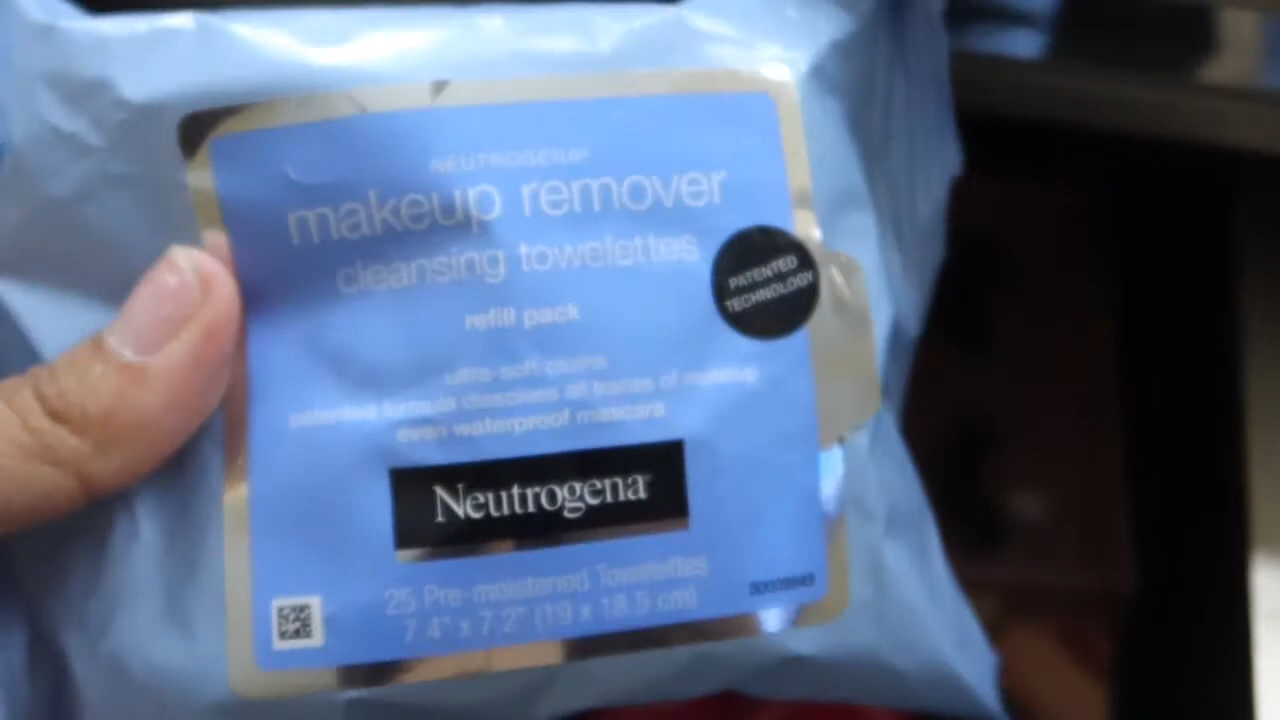 NEUTROGENA®
makeup remover
cleansing towelettes
PATENTED
TECHNOLOGY
refill pack
ultra-soft cloths
patented formula dissolves all traces of makeup
even waterproof mascara
Neutrogena®
25 Pre-moistened Towelettes
7.4" x 7.2" (19 x 18.5 cm)